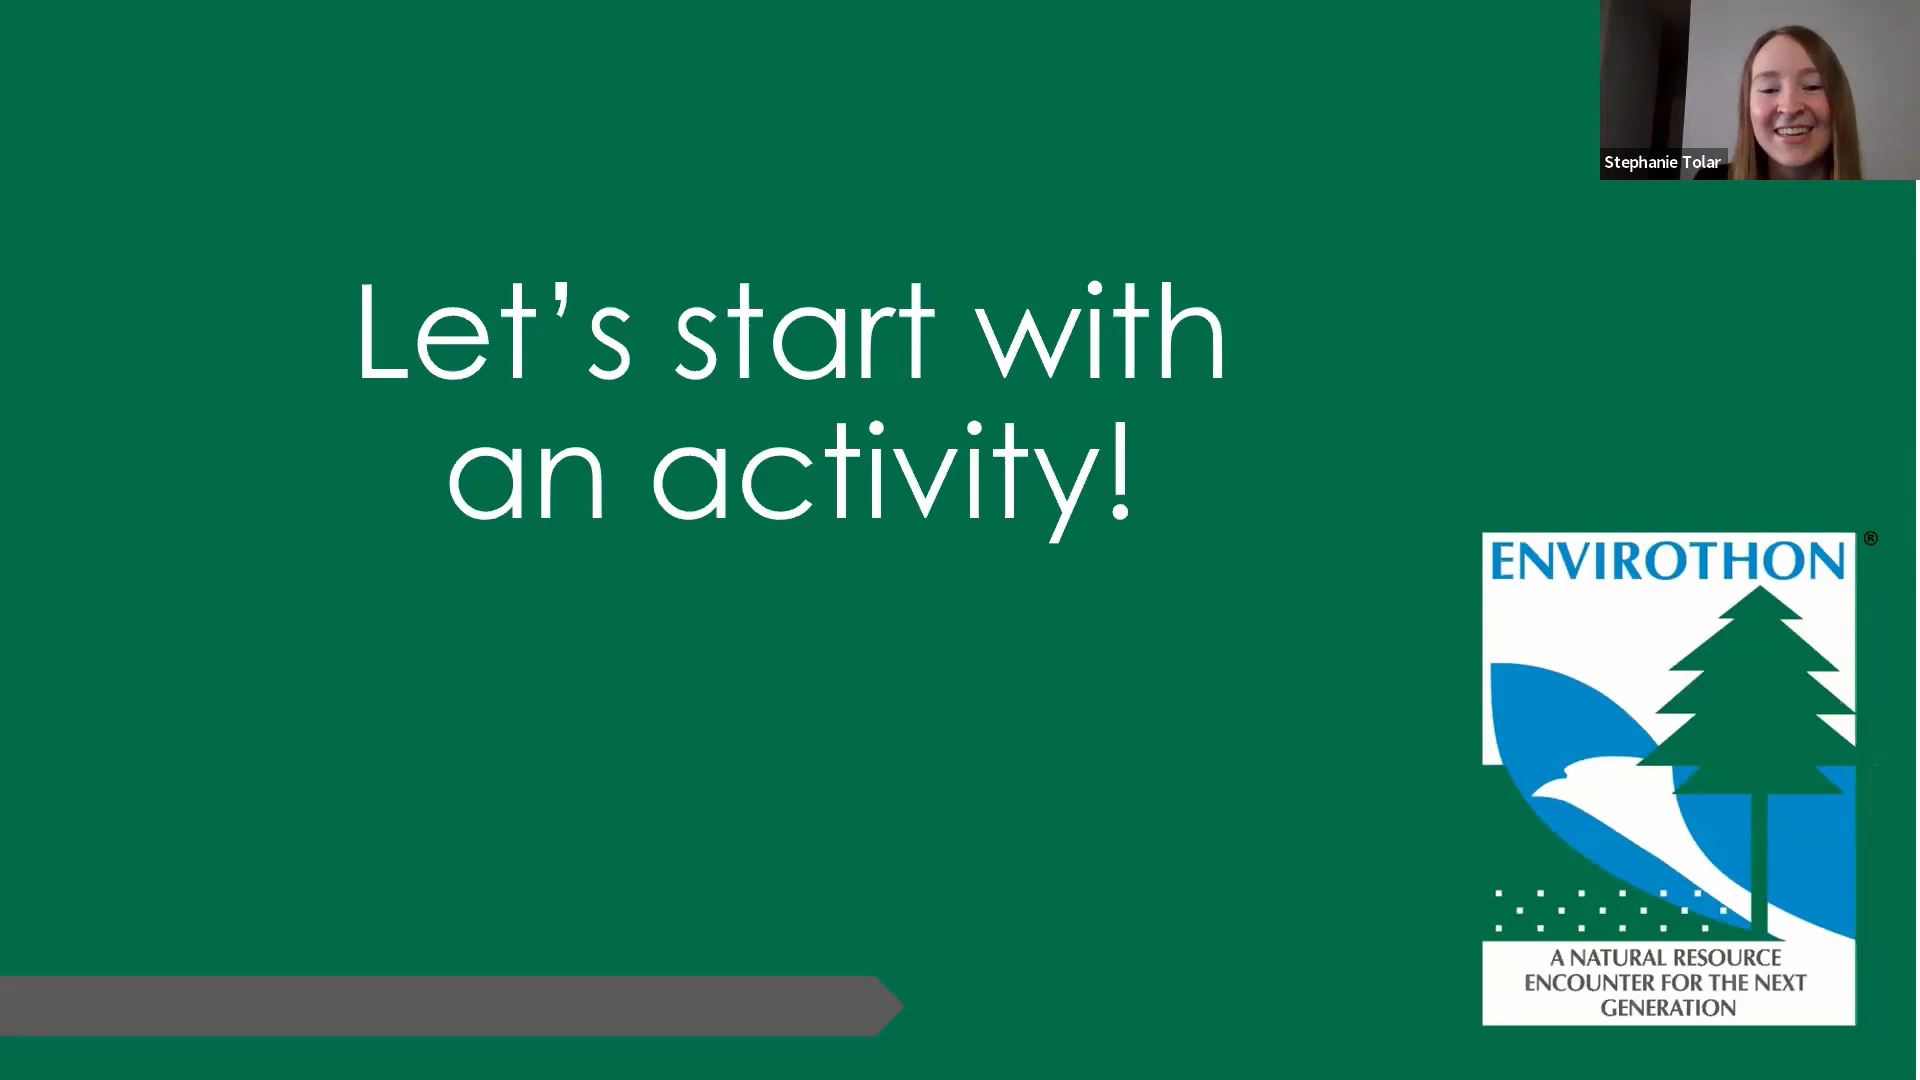 Stephanie Tolar
Let’s start with
an activity!
ENVIROTHON®
A NATURAL RESOURCE
ENCOUNTER FOR THE NEXT
GENERATION